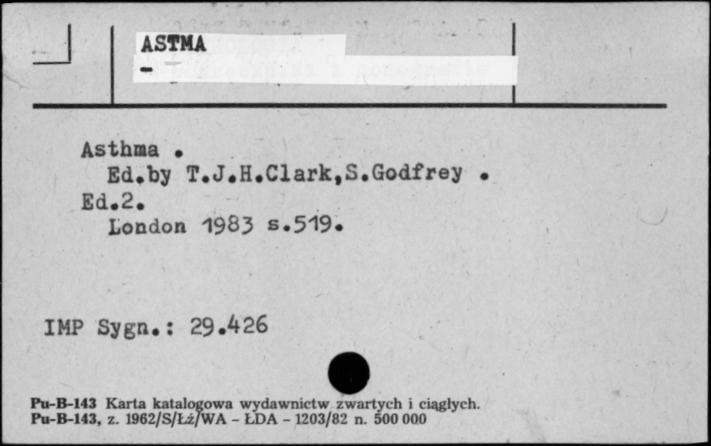 ASTMA
-
Asthma .
Ed.by T.J.H.Clark,S.Godfrey .
Ed.2.
London 1983 s.519.
IMP Sygn.: 29.426
Pu-B-143 Karta katalogowa wydawnictw zwartych i ciągłych.
Pu-B-143, z. 1962/S/Łż/WA - ŁDA - 1203/82 n. 500 000